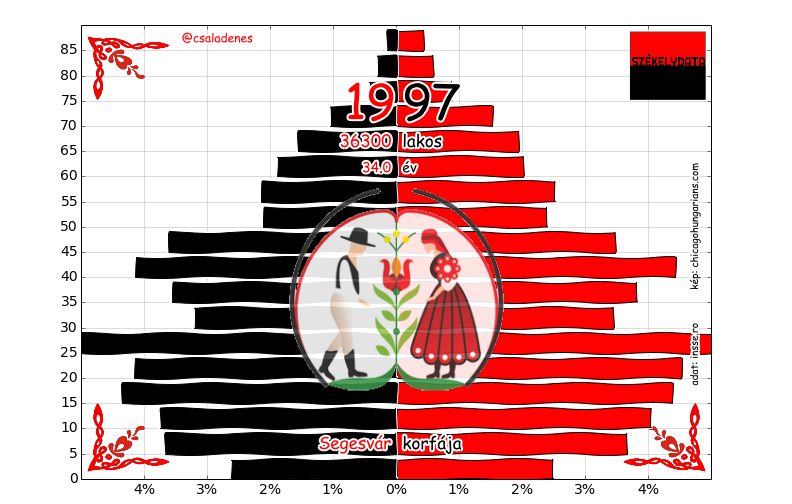 @csaladenes
SZÉKELYDATA
1997
36300 lakos
34.0 év
kép: chicagohungarians.com
adat: insse.ro
Segesvár korfája
85
80
75
70
65
60
55
50
45
40
35
30
25
20
15
10
5
0
4% 3% 2% 1% 0% 1% 2% 3% 4%